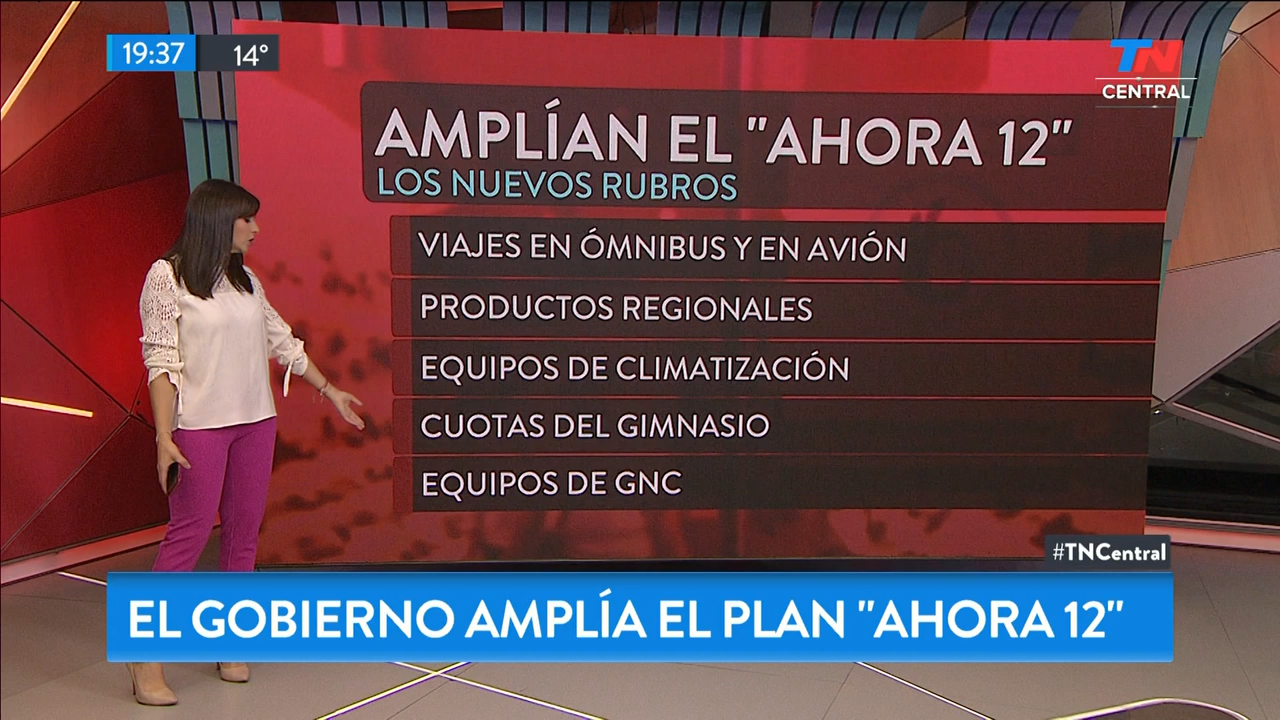 19:37 14°
TN
CENTRAL
AMPLÍAN EL "AHORA 12"
LOS NUEVOS RUBROS
VIAJES EN ÓMNIBUS Y EN AVIÓN
PRODUCTOS REGIONALES
EQUIPOS DE CLIMATIZACIÓN
CUOTAS DEL GIMNASIO
EQUIPOS DE GNC
#TNCentral
EL GOBIERNO AMPLÍA EL PLAN "AHORA 12"